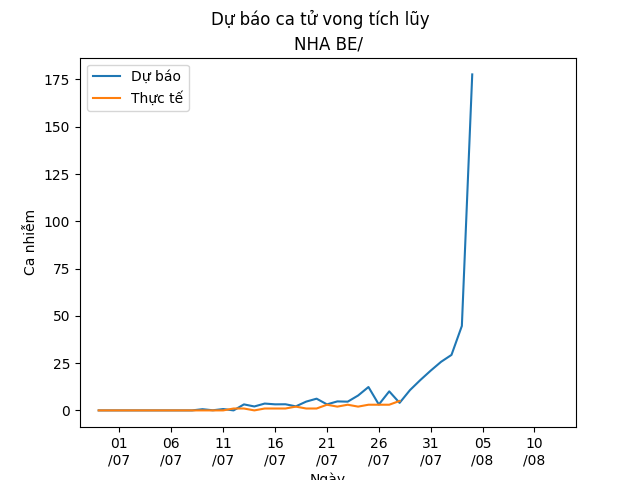 Dự báo ca tử vong tích lũy
NHA BE/
Dự báo
Thực tế
Ca nhiễm
175
150
125
100
75
50
25
0
01 06 11 16 21 26 31 05 10
/07 /07 /07 /07 /07 /07 /07 /08 /08
Ngày